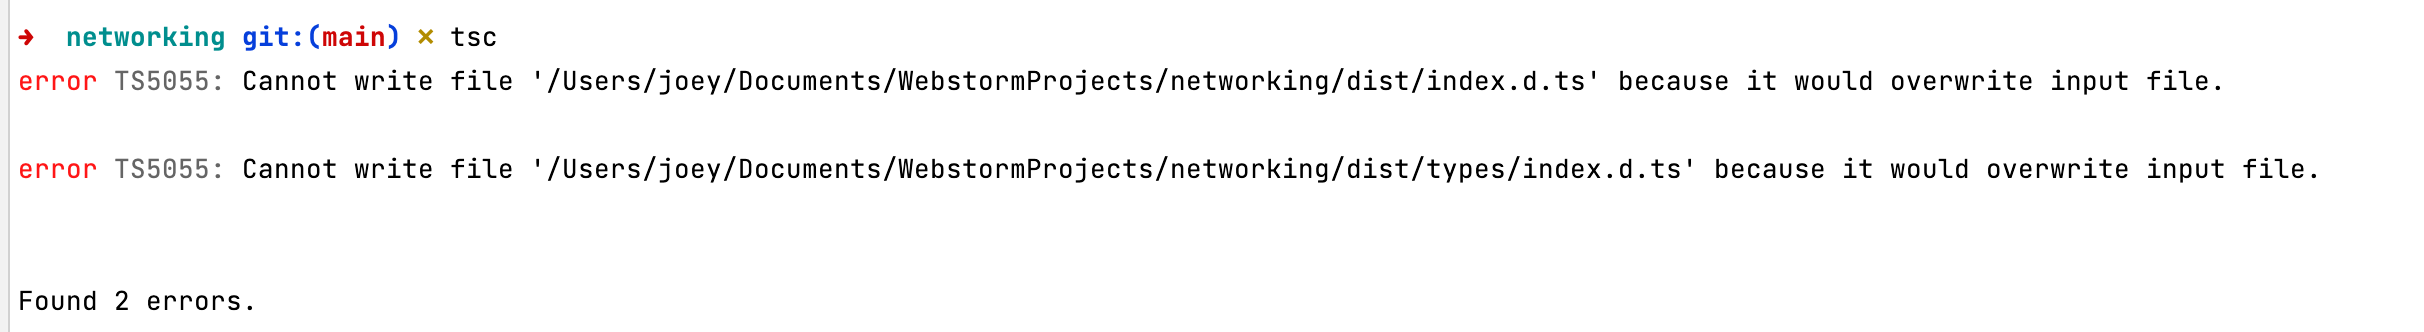 ➜  networking git:(main) ✗ tsc
error TS5055: Cannot write file '/Users/joey/Documents/WebstormProjects/networking/dist/index.d.ts' because it would overwrite input file.
error TS5055: Cannot write file '/Users/joey/Documents/WebstormProjects/networking/dist/types/index.d.ts' because it would overwrite input file.
Found 2 errors.